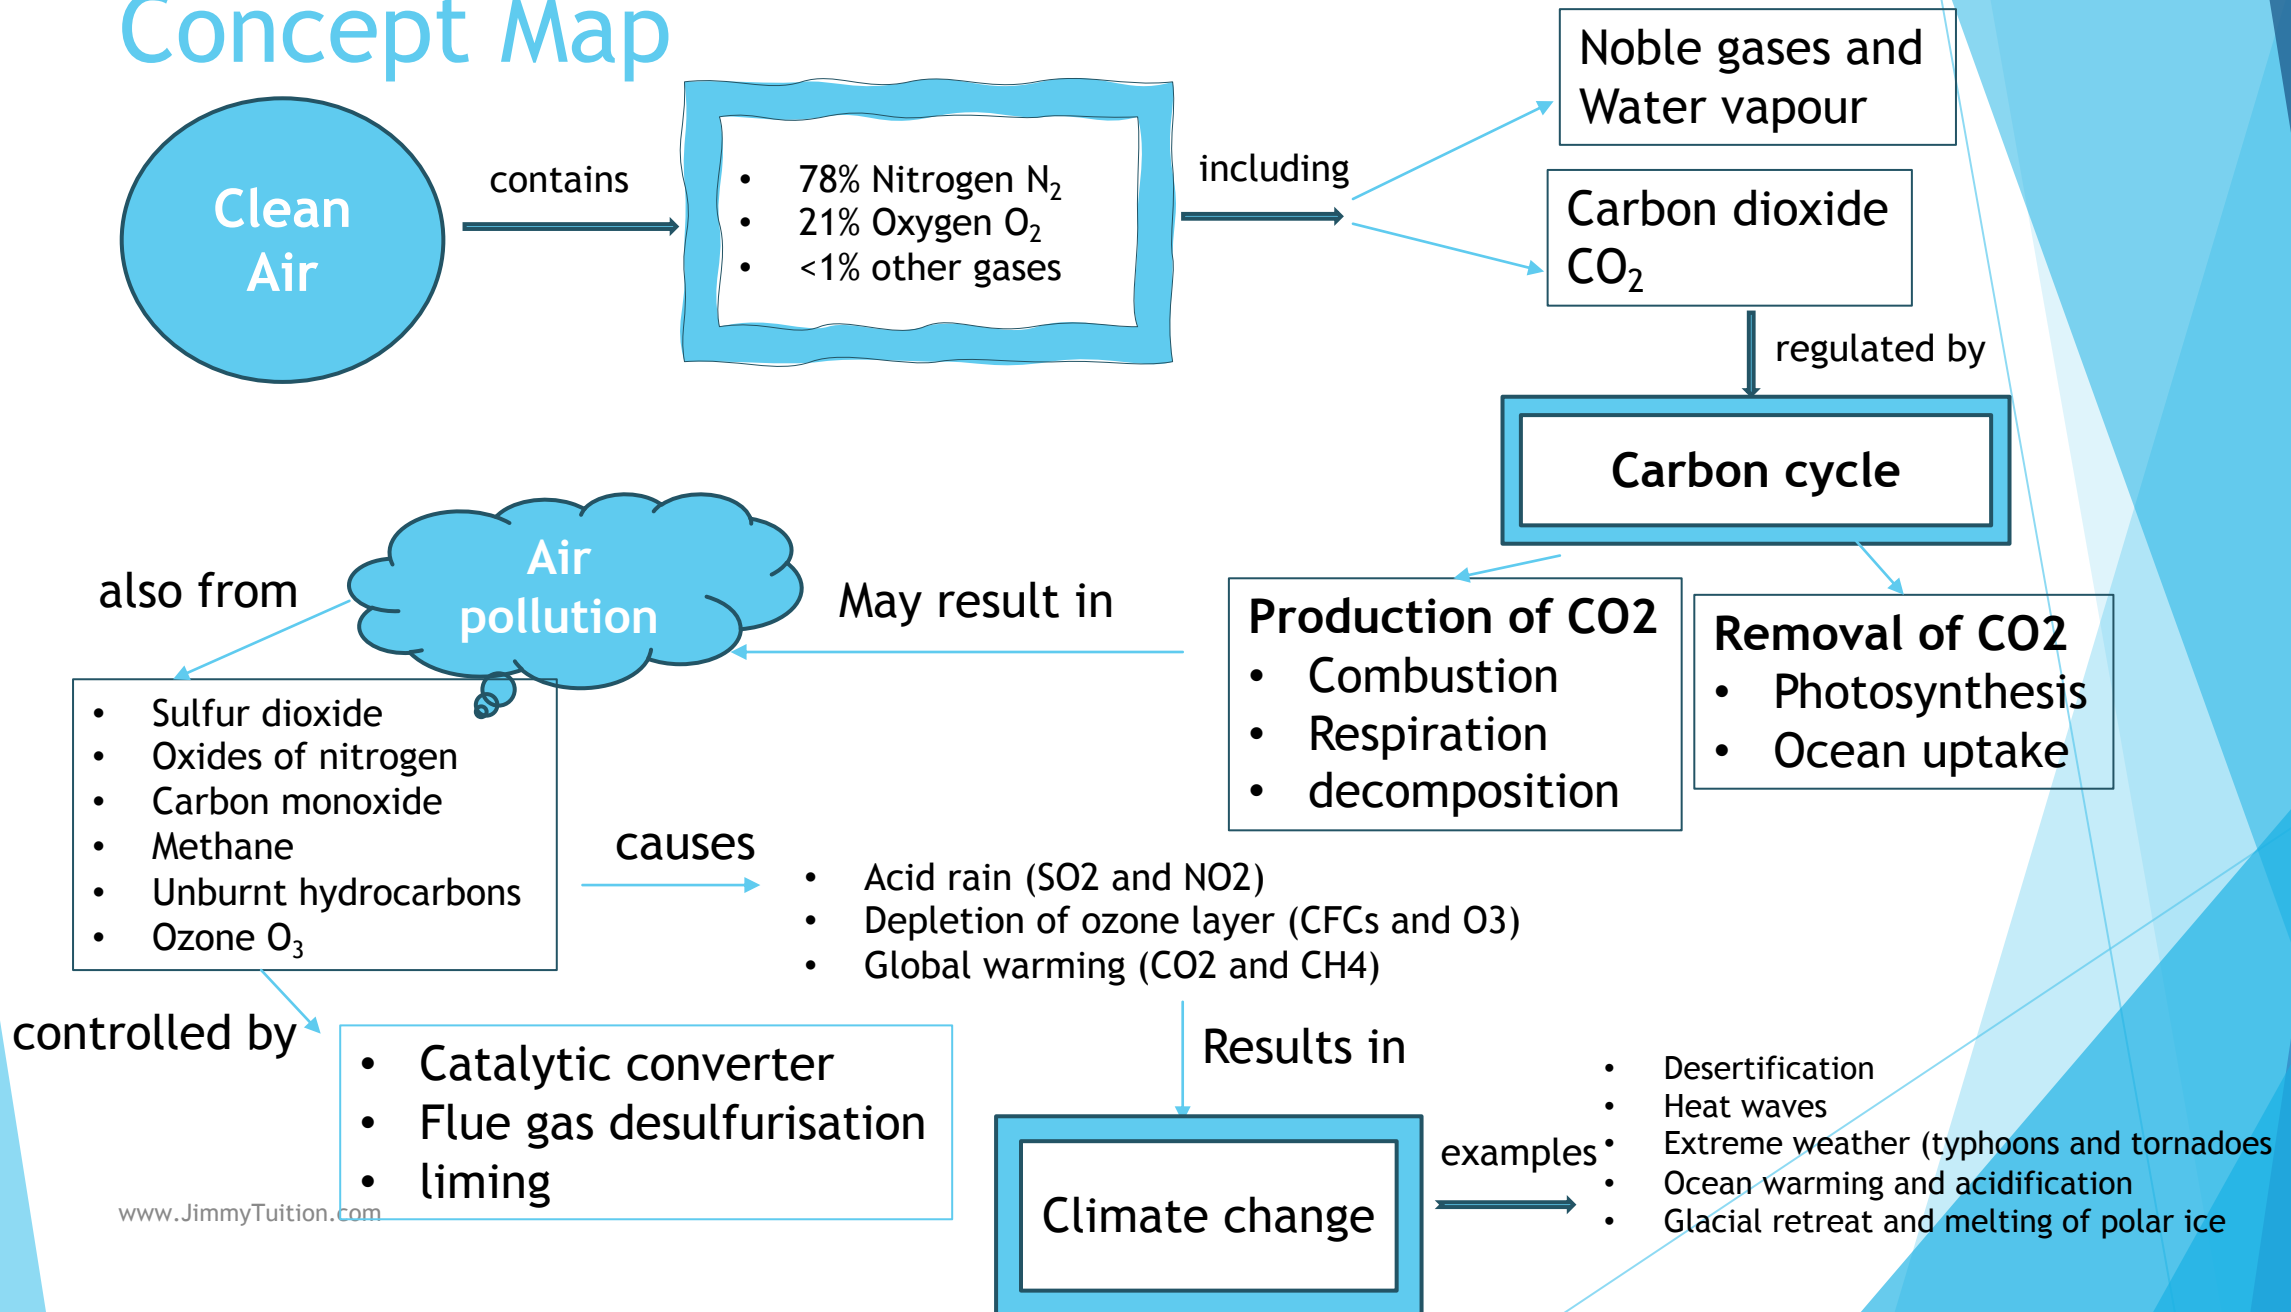 Concept Map
Clean
Air
contains
• 78% Nitrogen N₂
• 21% Oxygen O₂
• <1% other gases
including
Noble gases and
Water vapour
Carbon dioxide
CO₂
regulated by
Carbon cycle
Production of CO2
• Combustion
• Respiration
• decomposition
Removal of CO2
• Photosynthesis
• Ocean uptake
May result in
Air
pollution
also from
• Sulfur dioxide
• Oxides of nitrogen
• Carbon monoxide
• Methane
• Unburnt hydrocarbons
• Ozone O₃
causes
• Acid rain (SO2 and NO2)
• Depletion of ozone layer (CFCs and O3)
• Global warming (CO2 and CH4)
controlled by
• Catalytic converter
• Flue gas desulfurisation
• liming
Results in
Climate change
examples
• Desertification
• Heat waves
• Extreme weather (typhoons and tornadoes
• Ocean warming and acidification
• Glacial retreat and melting of polar ice
www.JimmyTuition.com